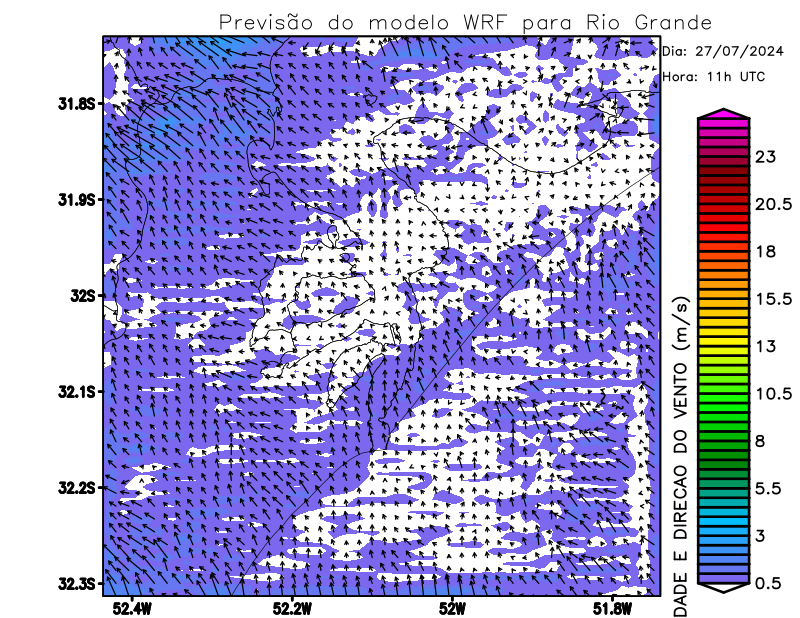 Previsão do modelo WRF para Rio Grande
Dia: 27/07/2024
Hora: 11h UTC
31.8S
31.9S
32S
32.1S
32.2S
32.3S
52.4W
52.2W
52W
51.8W
23
20.5
18
15.5
13
10.5
8
5.5
3
0.5
DADE E DIRECAO DO VENTO (m/s)